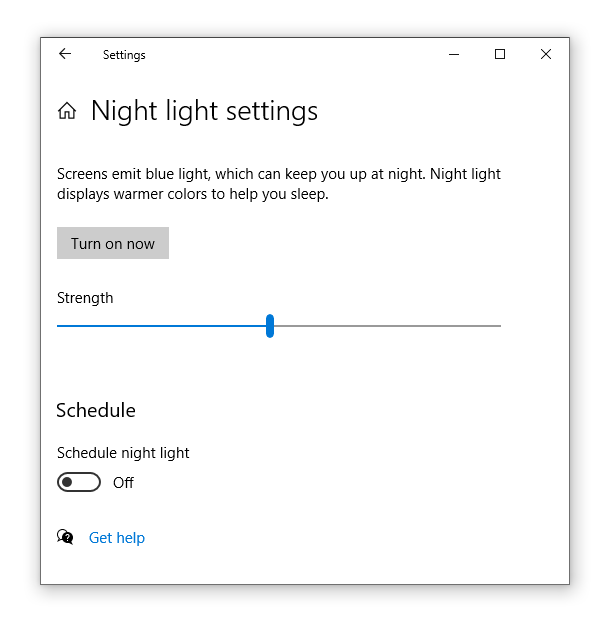 Settings
Night light settings
Screens emit blue light, which can keep you up at night. Night light
displays warmer colors to help you sleep.
Turn on now
Strength
Schedule
Schedule night light
Off
Get help